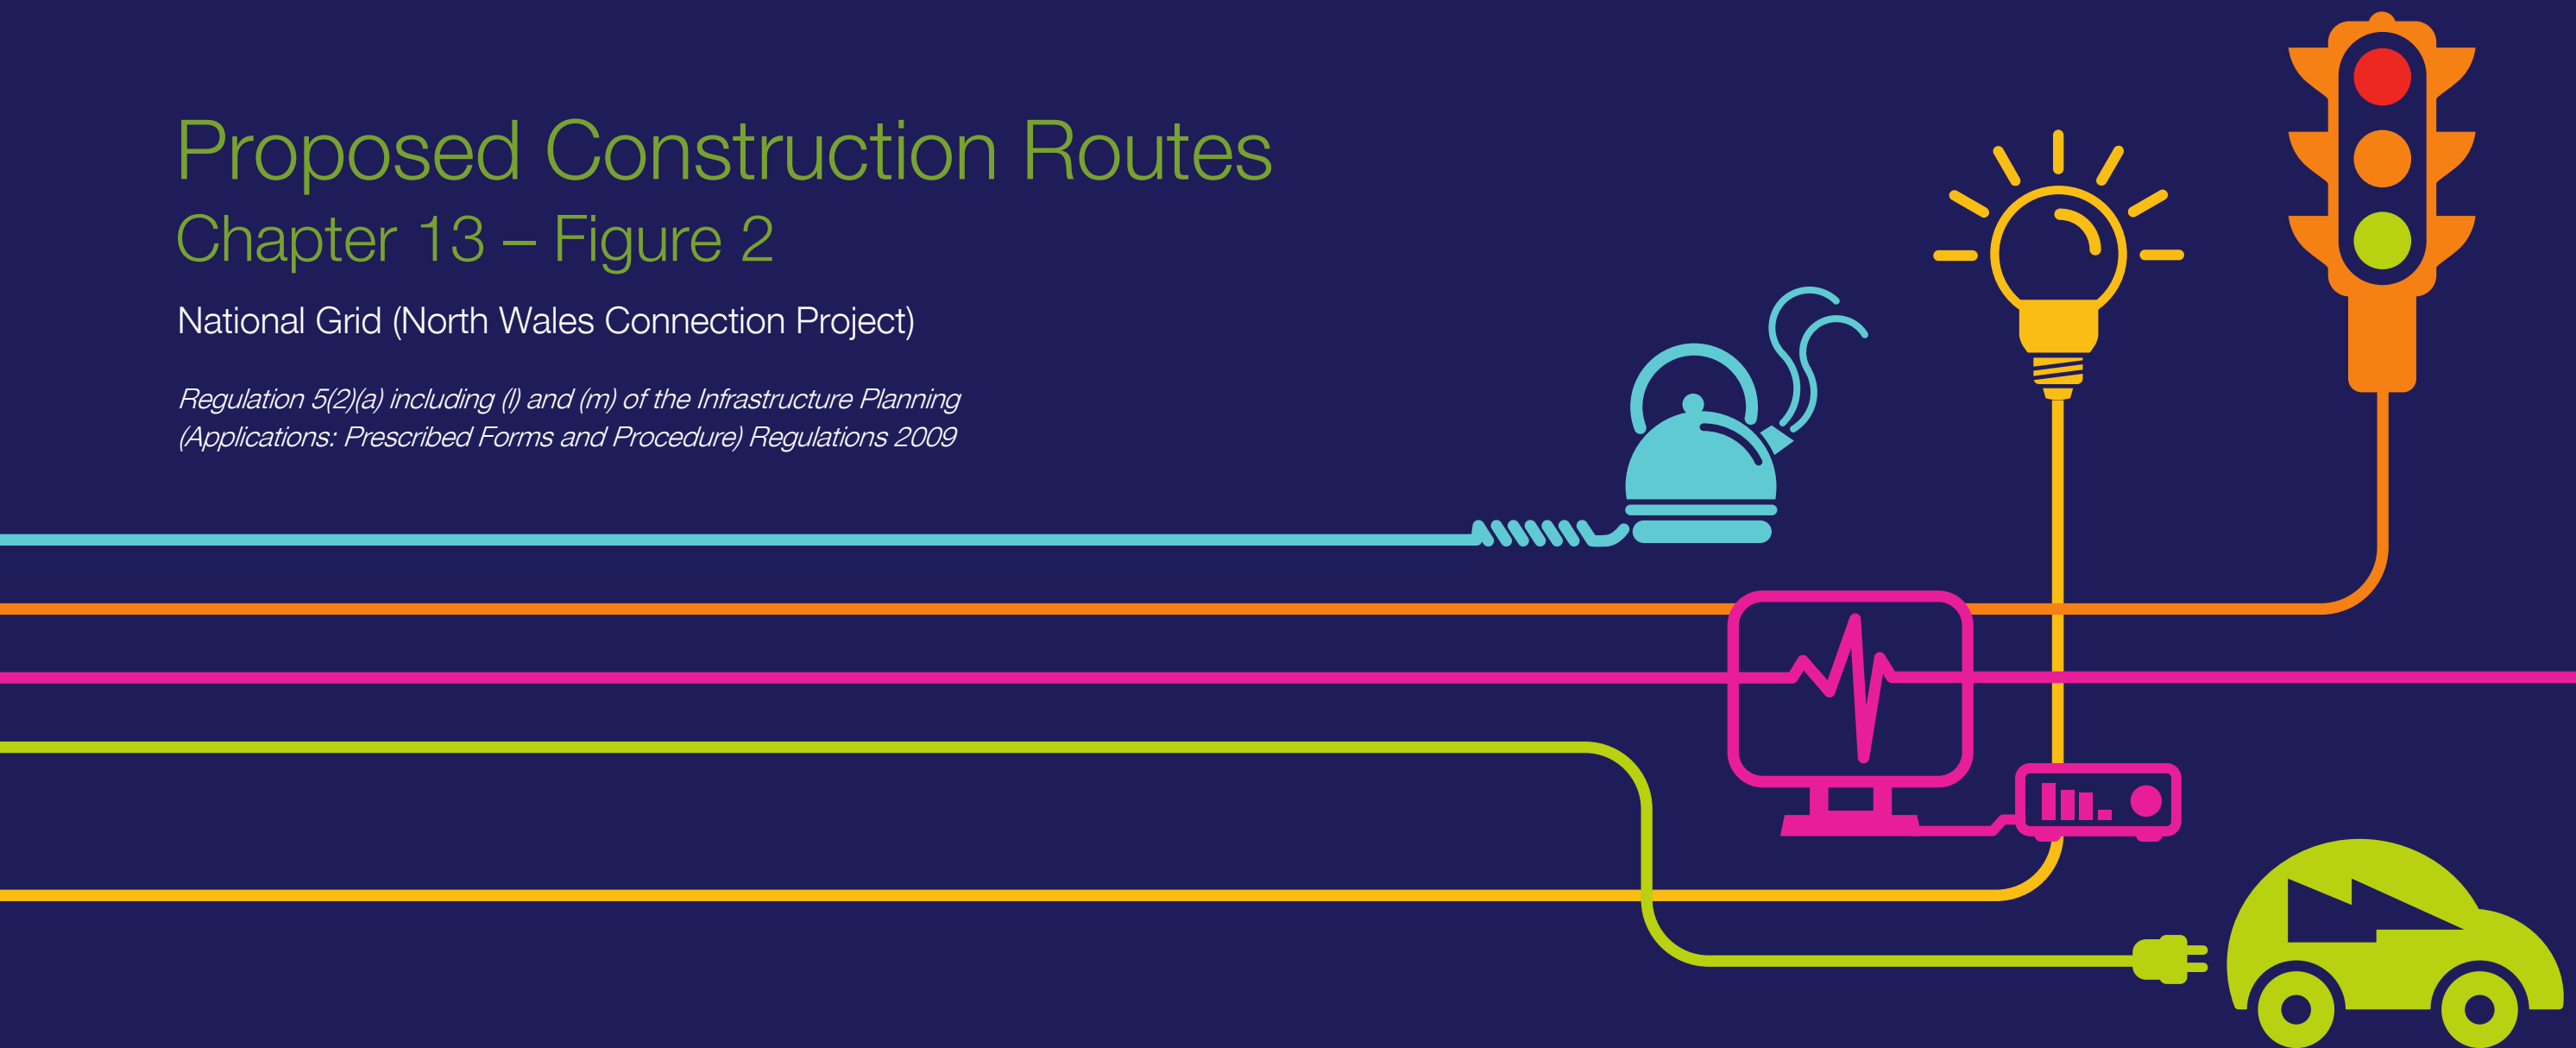 Proposed Construction Routes
Chapter 13 – Figure 2
National Grid (North Wales Connection Project)
Regulation 5(2)(a) including (l) and (m) of the Infrastructure Planning
(Applications: Prescribed Forms and Procedure) Regulations 2009